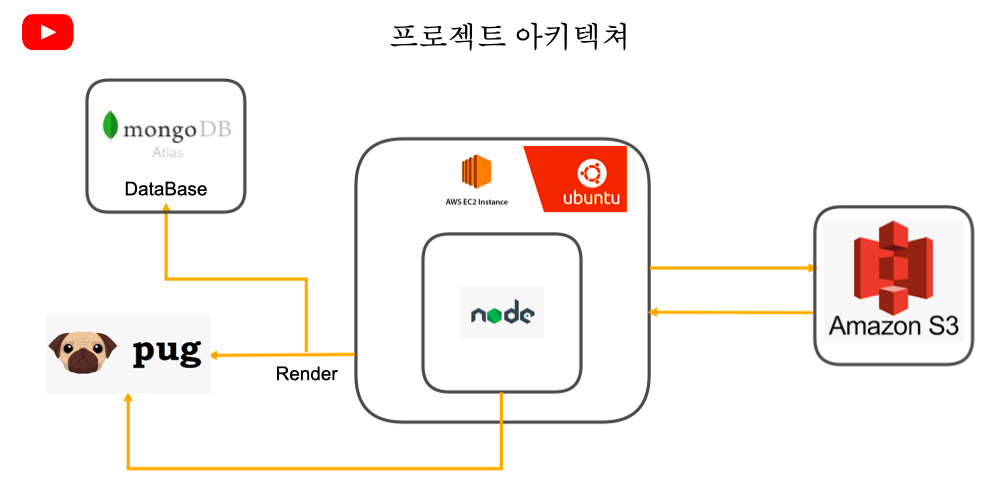 프로젝트 아키텍쳐
mongoDB
Atlas
DataBase
AWS EC2 Instance
ubuntu
node
Amazon S3
pug
Render